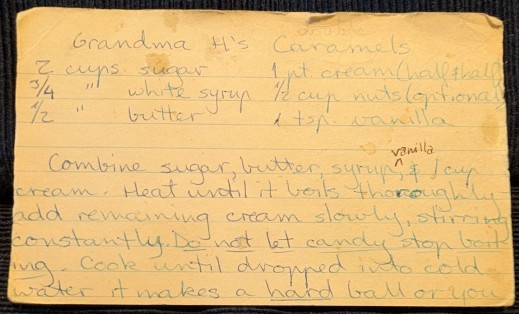 Grandma H's Caramels
2 cups sugar 1 pt. cream (half & half)
3/4 " white syrup 1/2 cup nuts (optional)
1/2 " butter 1 tsp. vanilla
Combine sugar, butter, syrup, vanilla & 1 cup
cream. Heat until it boils thoroughly
add remaining cream slowly, stirring
constantly. Do not let candy stop boil-
ing. Cook until dropped into cold
water it makes a hard ball or you